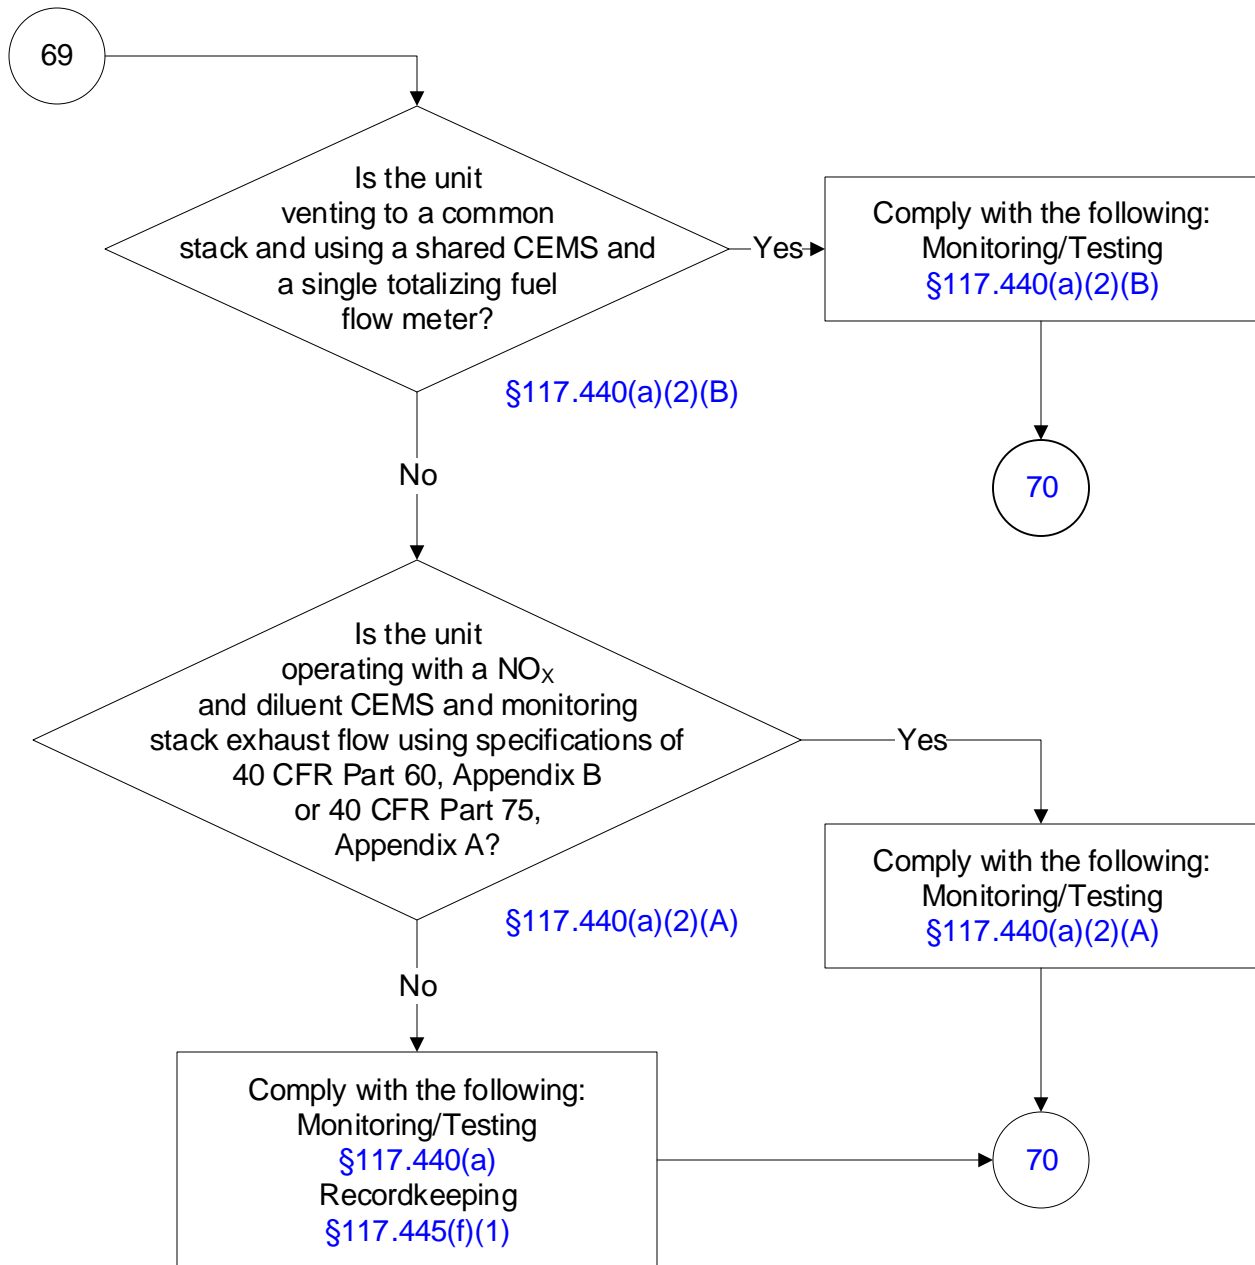 69
Is the unit
venting to a common
stack and using a shared CEMS and
a single totalizing fuel
flow meter?
Yes
Comply with the following:
Monitoring/Testing
§117.440(a)(2)(B)
§117.440(a)(2)(B)
No
70
Is the unit
operating with a NOX
and diluent CEMS and monitoring
stack exhaust flow using specifications of
40 CFR Part 60, Appendix B
or 40 CFR Part 75,
Appendix A?
Yes
Comply with the following:
Monitoring/Testing
§117.440(a)(2)(A)
§117.440(a)(2)(A)
No
Comply with the following:
Monitoring/Testing
§117.440(a)
Recordkeeping
§117.445(f)(1)
70